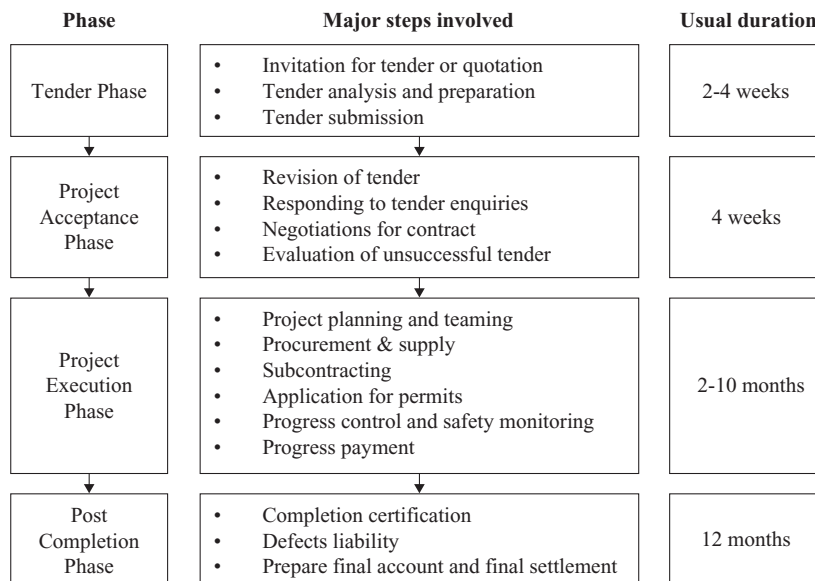 Phase Major steps involved Usual duration
Tender Phase
• Invitation for tender or quotation
• Tender analysis and preparation
• Tender submission
2-4 weeks
Project
Acceptance
Phase
• Revision of tender
• Responding to tender enquiries
• Negotiations for contract
• Evaluation of unsuccessful tender
4 weeks
Project
Execution
Phase
• Project planning and teaming
• Procurement & supply
• Subcontracting
• Application for permits
• Progress control and safety monitoring
• Progress payment
2-10 months
Post
Completion
Phase
• Completion certification
• Defects liability
• Prepare final account and final settlement
12 months